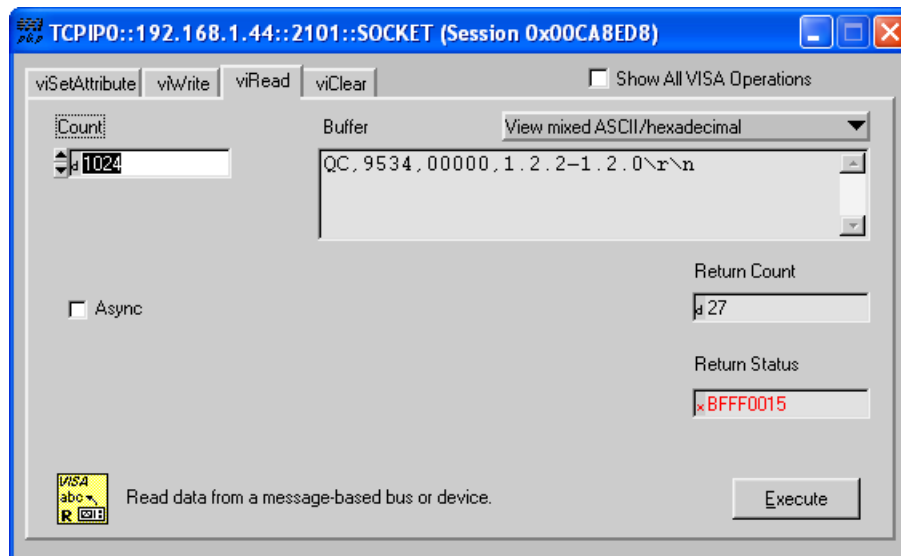 TCPIP0::192.168.1.44::2101::SOCKET (Session 0x00CA8ED8)
viSetAttribute viWrite viRead viClear
Show All VISA Operations
Count
Buffer
View mixed ASCII/hexadecimal
d 1024
QC,9534,00000,1.2.2-1.2.0\r\n
Return Count
d 27
Async
Return Status
x BFFF0015
VISA
abc
R
Read data from a message-based bus or device.
Execute